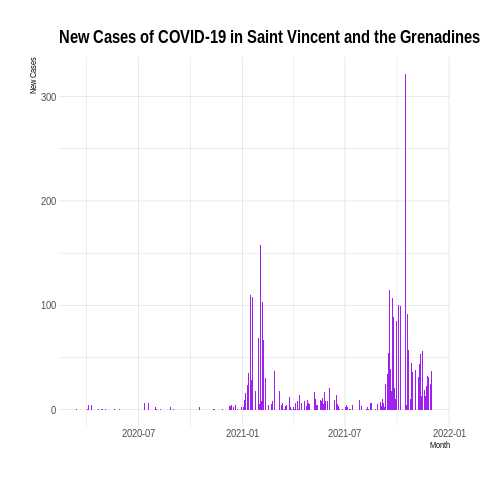 New Cases of COVID-19 in Saint Vincent and the Grenadines
New Cases
300
200
100
0
2020-07
2021-01
2021-07
2022-01
Month